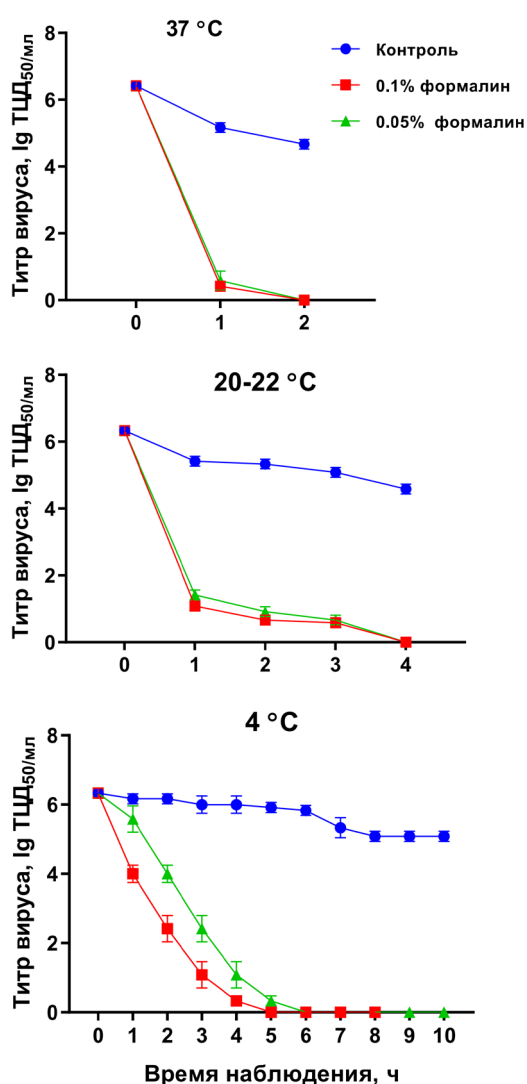 37 °C
Контроль
0.1% формалин
0.05% формалин
Титр вируса, lg ТЦД50/мл
8
6
4
2
0
0 1 2
20-22 °C
Титр вируса, lg ТЦД50/мл
8
6
4
2
0
0 1 2 3 4
4 °C
Титр вируса, lg ТЦД50/мл
8
6
4
2
0
0 1 2 3 4 5 6 7 8 9 10
Время наблюдения, ч